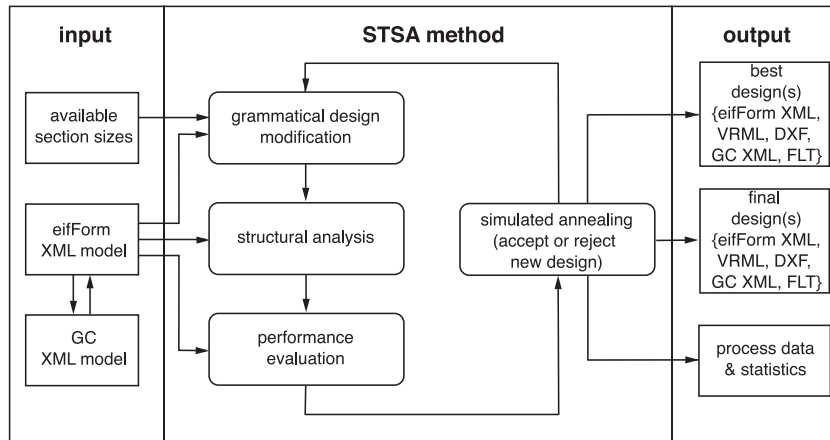 input
STSA method
output
available
section sizes
eifForm
XML model
GC
XML model
grammatical design
modification
structural analysis
performance
evaluation
simulated annealing
(accept or reject
new design)
best
design(s)
{eifForm XML,
VRML, DXF,
GC XML, FLT}
final
design(s)
{eifForm XML,
VRML, DXF,
GC XML, FLT}
process data
& statistics